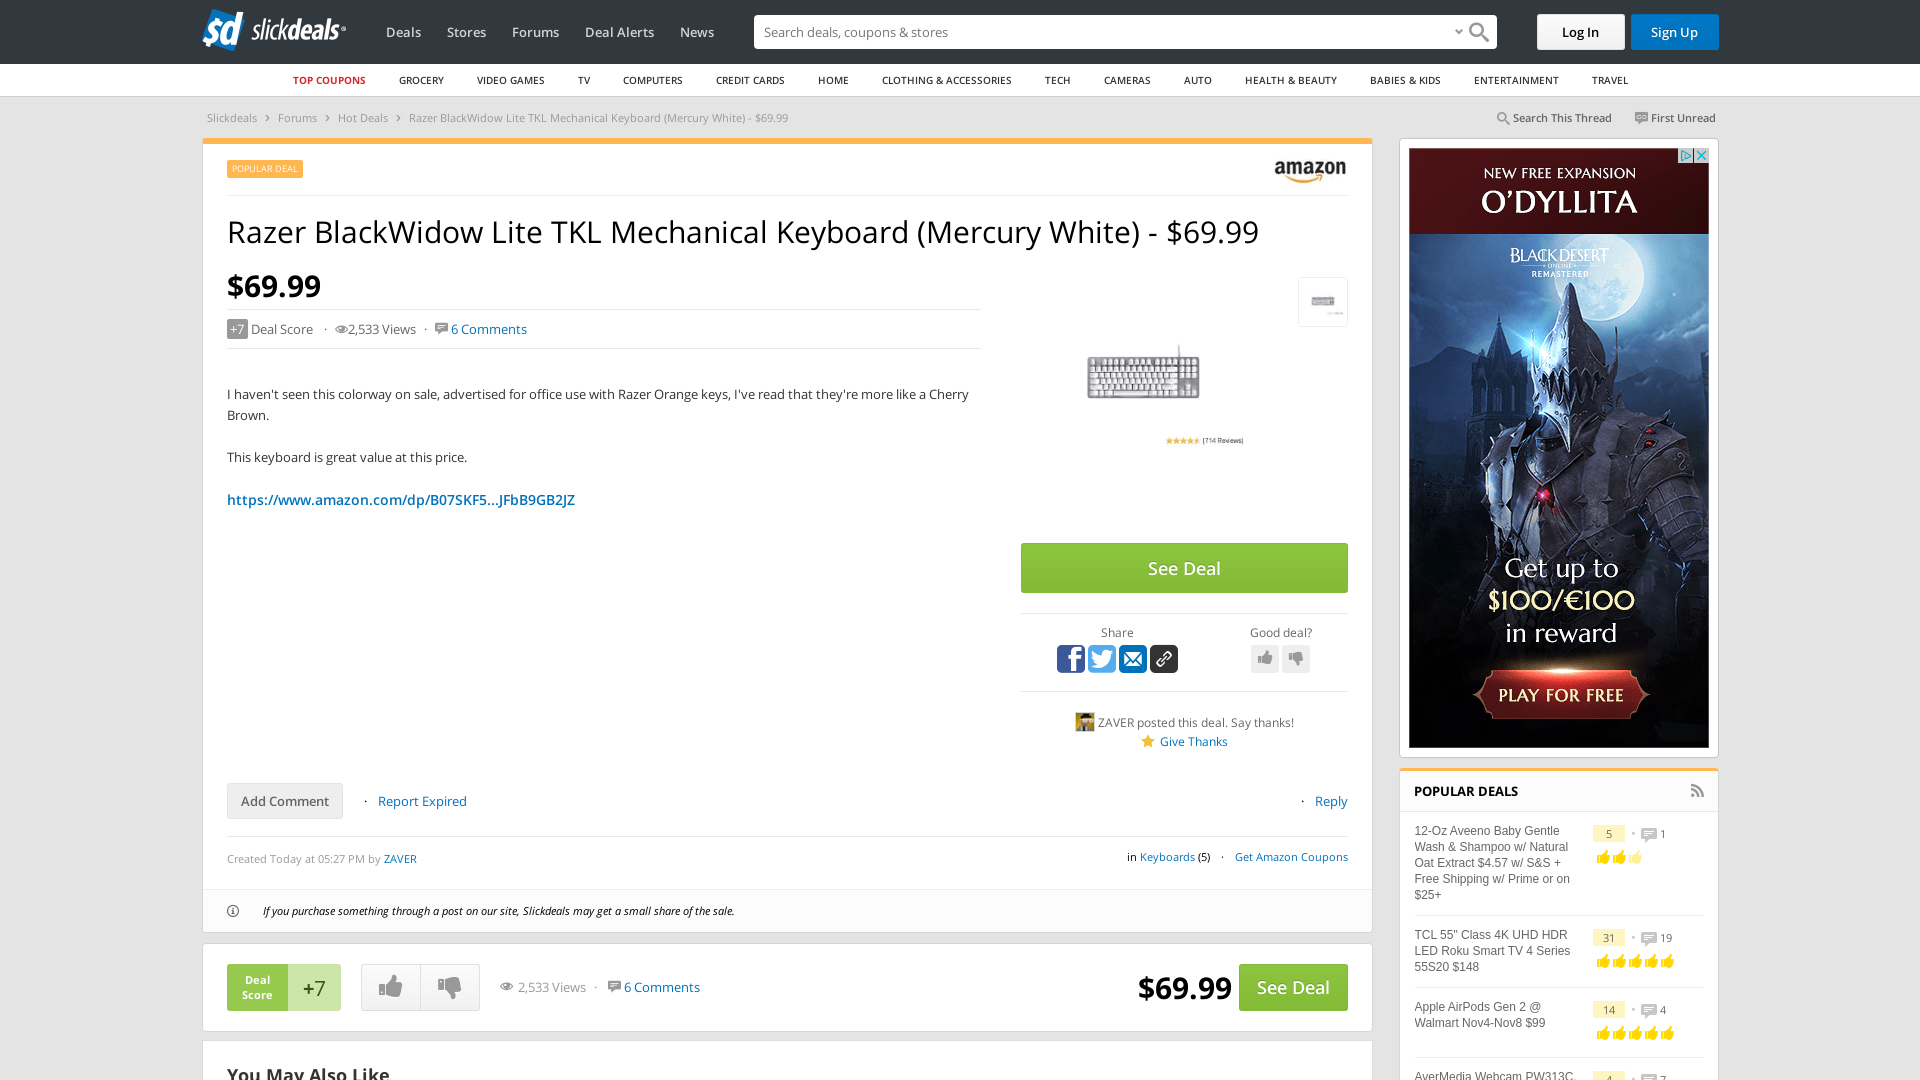 slickdeals
Deals
Stores
Forums
Deal Alerts
News
Search deals, coupons & stores
Log In
Sign Up
TOP COUPONS
GROCERY
VIDEO GAMES
TV
COMPUTERS
CREDIT CARDS
HOME
CLOTHING & ACCESSORIES
TECH
CAMERAS
AUTO
HEALTH & BEAUTY
BABIES & KIDS
ENTERTAINMENT
TRAVEL
Slickdeals › Forums › Hot Deals › Razer BlackWidow Lite TKL Mechanical Keyboard (Mercury White) - $69.99
Search This Thread
First Unread
POPULAR DEAL
amazon
Razer BlackWidow Lite TKL Mechanical Keyboard (Mercury White) - $69.99
$69.99
+7 Deal Score · 2,533 Views · 6 Comments
I haven't seen this colorway on sale, advertised for office use with Razer Orange keys, I've read that they're more like a Cherry
Brown.
This keyboard is great value at this price.
https://www.amazon.com/dp/B07SKF5...JFbB9GB2JZ
(714 Reviews)
See Deal
Share
Good deal?
ZAVER posted this deal. Say thanks!
Give Thanks
Add Comment · Report Expired
· Reply
Created Today at 05:27 PM by ZAVER
in Keyboards (5) · Get Amazon Coupons
If you purchase something through a post on our site, Slickdeals may get a small share of the sale.
Deal
Score
+7
2,533 Views · 6 Comments
$69.99
See Deal
You May Also Like
NEW FREE EXPANSION
O'DYLLITA
BLACK DESERT
ONLINE
REMASTERED
Get up to
$100/€100
in reward
PLAY FOR FREE
POPULAR DEALS
12-Oz Aveeno Baby Gentle
Wash & Shampoo w/ Natural
Oat Extract $4.57 w/ S&S +
Free Shipping w/ Prime or on
$25+
5 • 1
TCL 55" Class 4K UHD HDR
LED Roku Smart TV 4 Series
55S20 $148
31 • 19
Apple AirPods Gen 2 @
Walmart Nov4-Nov8 $99
14 • 4
AverMedia Webcam PW313C,
4 • 7